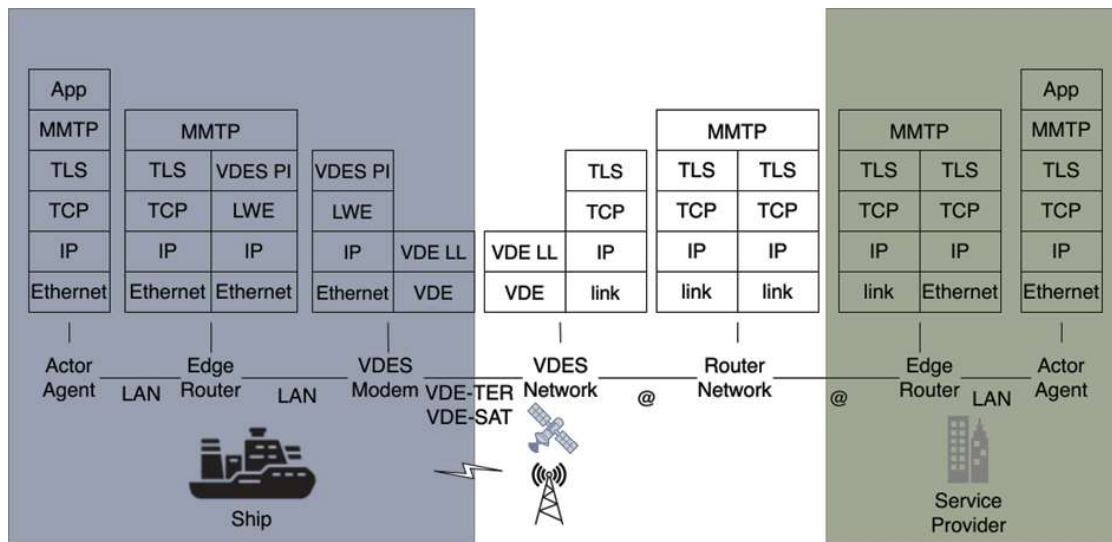 App
App
MMTP
MMTP
MMTP
MMTP
MMTP
TLS
TLS
VDES PI
VDES PI
TLS
TLS
TLS
TLS
TLS
TLS
TCP
TCP
LWE
LWE
TCP
TCP
TCP
TCP
TCP
TCP
IP
IP
IP
IP
VDE LL
VDE LL
IP
IP
IP
IP
IP
IP
Ethernet
Ethernet
Ethernet
Ethernet
VDE
VDE
link
link
link
link
Ethernet
Ethernet
Actor
Agent
LAN
Edge
Router
LAN
VDES
Modem
VDE-TER
VDE-SAT
VDES
Network
@
Router
Network
@
Edge
Router
LAN
Actor
Agent
Ship
Service
Provider